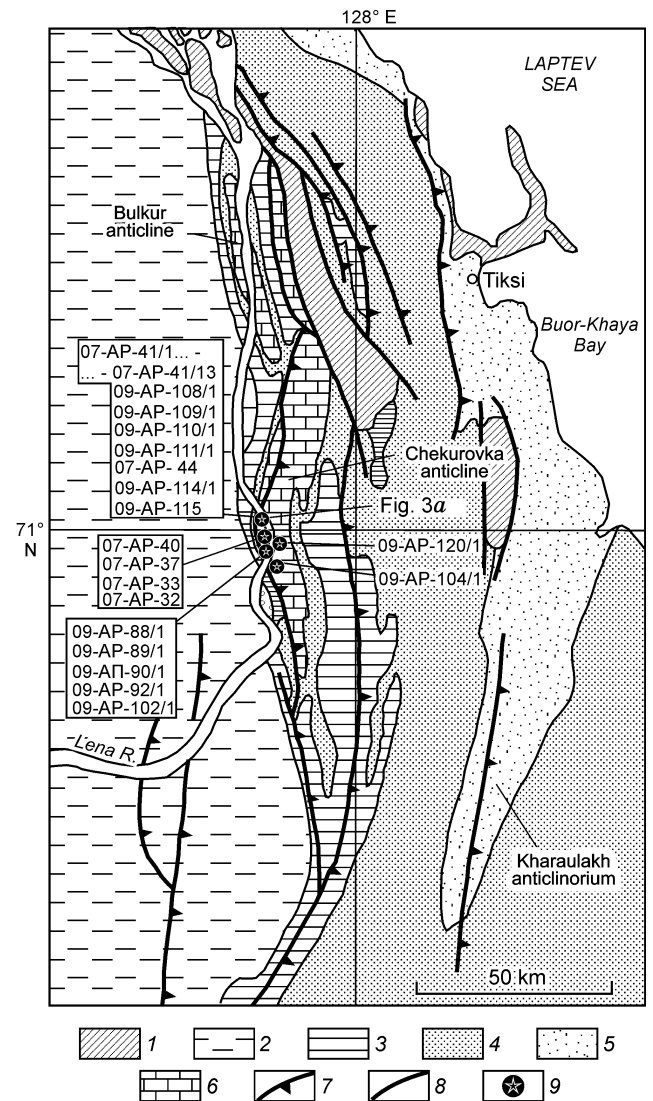 128° E
LAPTEV
SEA
Bulkur
anticline
Tiksi
Buor-Khaya
Bay
07-AP-41/1... -
... - 07-AP-41/13
09-AP-108/1
09-AP-109/1
09-AP-110/1
09-AP-111/1
07-AP- 44
09-AP-114/1
09-AP-115
Chekurovka
anticline
Fig. 3a
71°
N
07-AP-40
07-AP-37
07-AP-33
07-AP-32
09-AP-120/1
09-AP-104/1
09-AP-88/1
09-AP-89/1
09-АП-90/1
09-AP-92/1
09-AP-102/1
Lena R.
Kharaulakh
anticlinorium
50 km
1 2 3 4 5
6 7 8 9